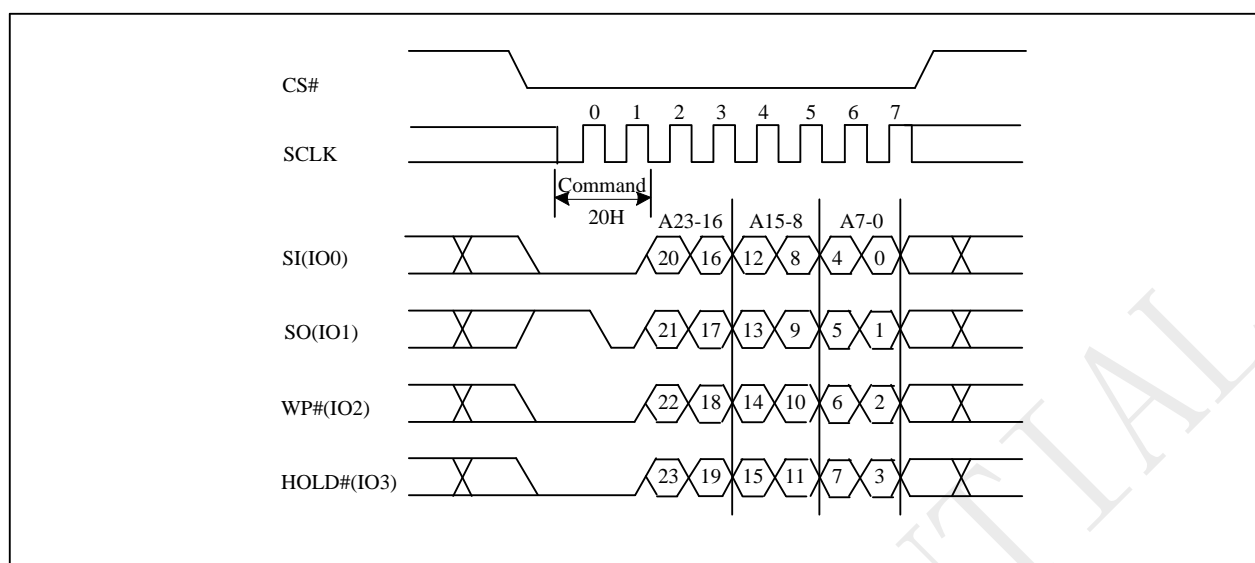 CS#
0 1 2 3 4 5 6 7
SCLK
Command
20H
A23-16 A15-8 A7-0
SI(IO0) 20 16 12 8 4 0
SO(IO1) 21 17 13 9 5 1
WP#(IO2) 22 18 14 10 6 2
HOLD#(IO3) 23 19 15 11 7 3
NTIAL